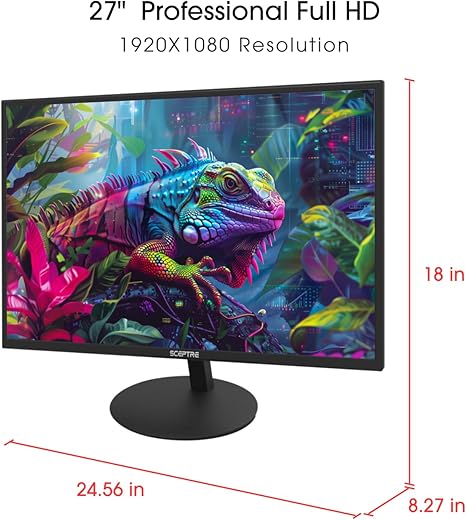 27" Professional Full HD
1920X1080 Resolution
18 in
SCEPTRE
24.56 in
8.27 in